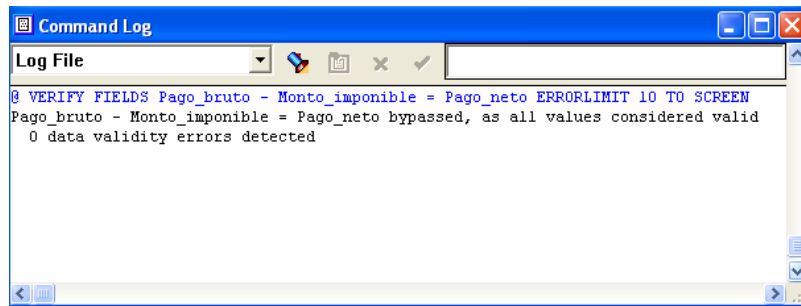 Command Log
Log File
@ VERIFY FIELDS Pago_bruto - Monto_imponible = Pago_neto ERRORLIMIT 10 TO SCREEN
Pago_bruto - Monto_imponible = Pago_neto bypassed, as all values considered valid
0 data validity errors detected